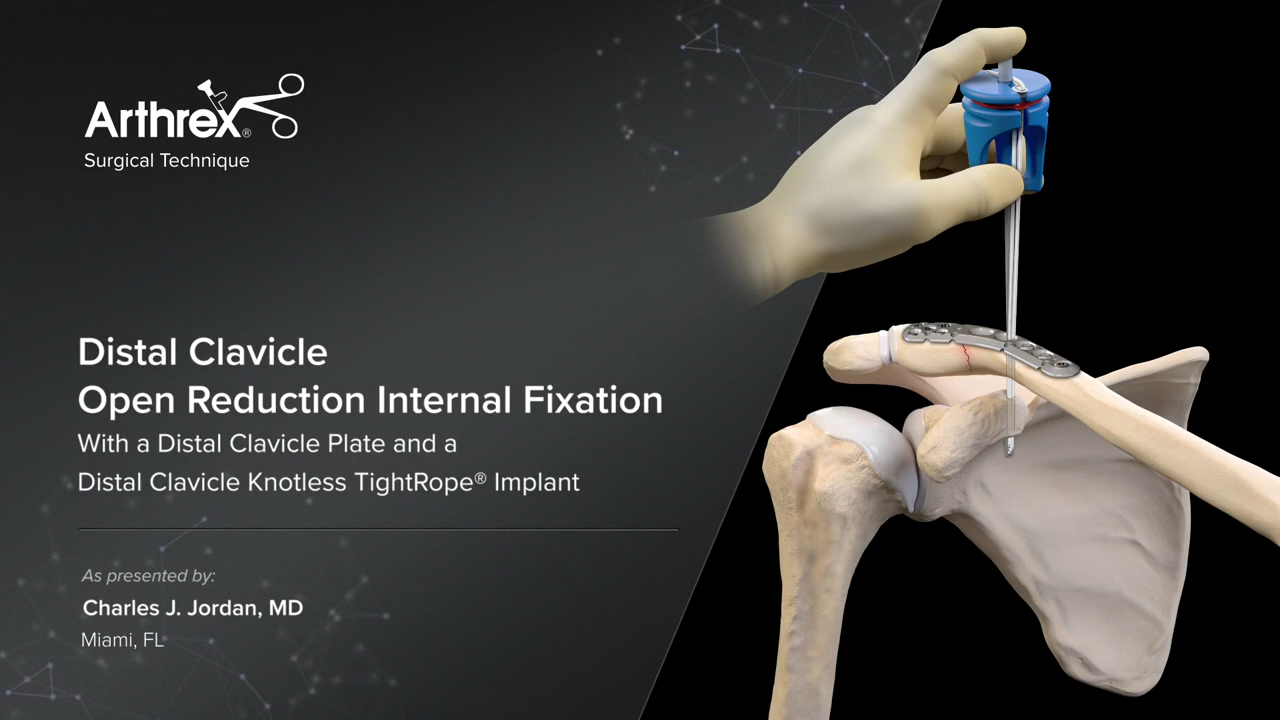 Arthrex®
Surgical Technique
Distal Clavicle
Open Reduction Internal Fixation
With a Distal Clavicle Plate and a
Distal Clavicle Knotless TightRope® Implant
As presented by:
Charles J. Jordan, MD
Miami, FL